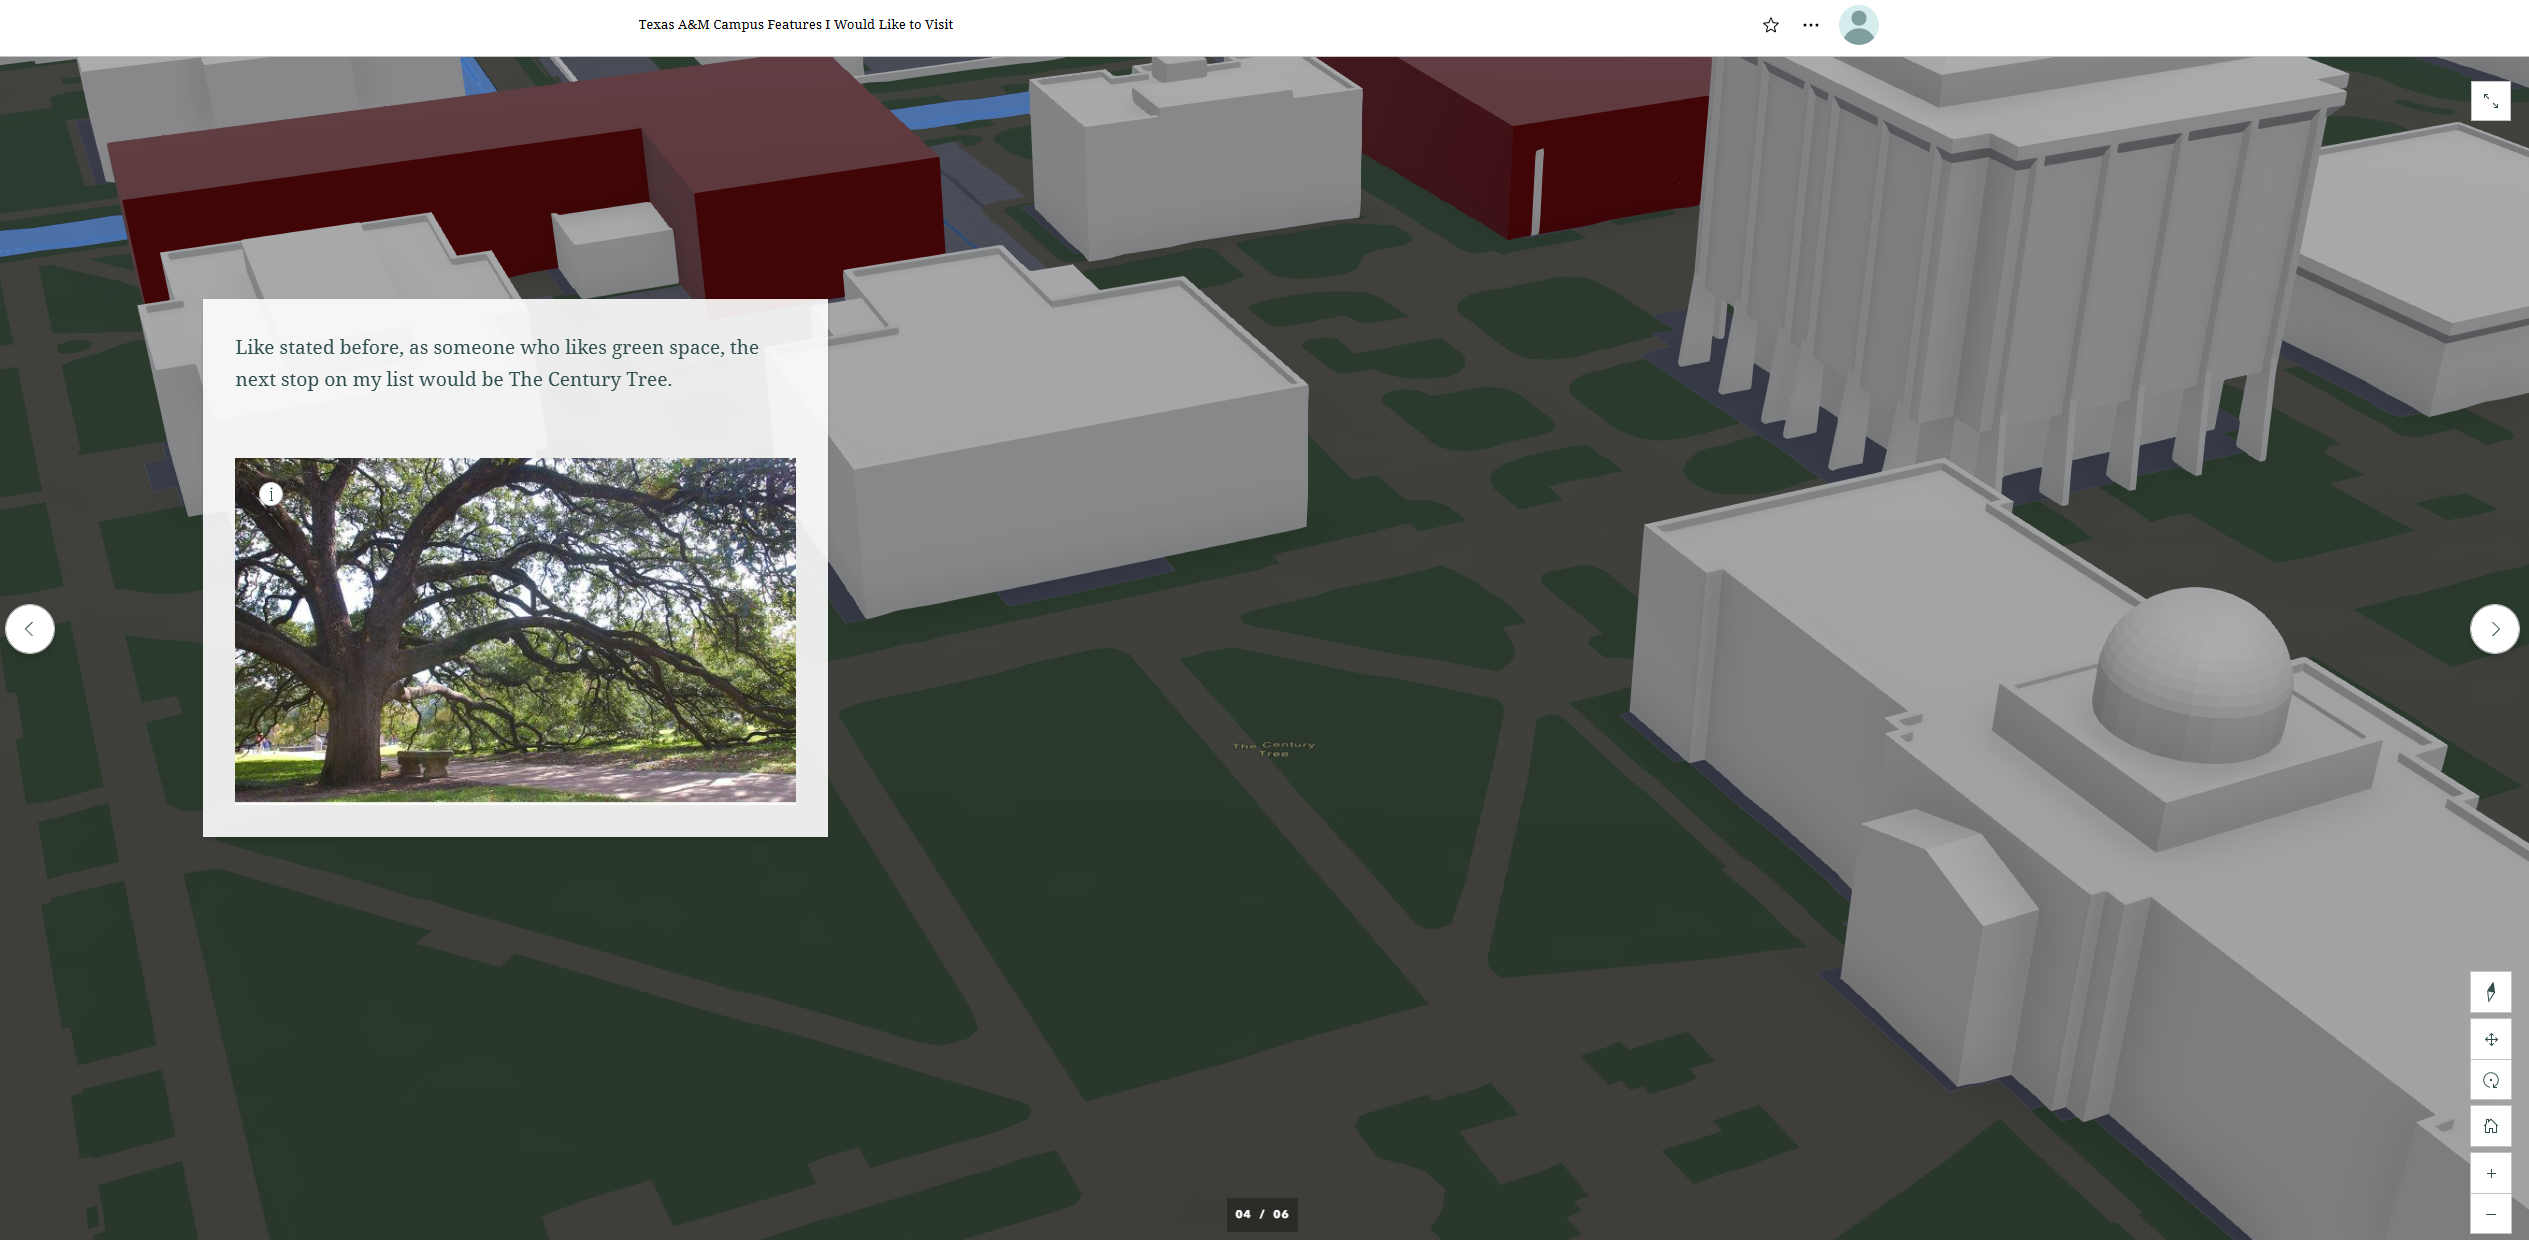 Texas A&M Campus Features I Would Like to Visit
Like stated before, as someone who likes green space, the
next stop on my list would be The Century Tree.
i
The Century
Tree
04 / 06